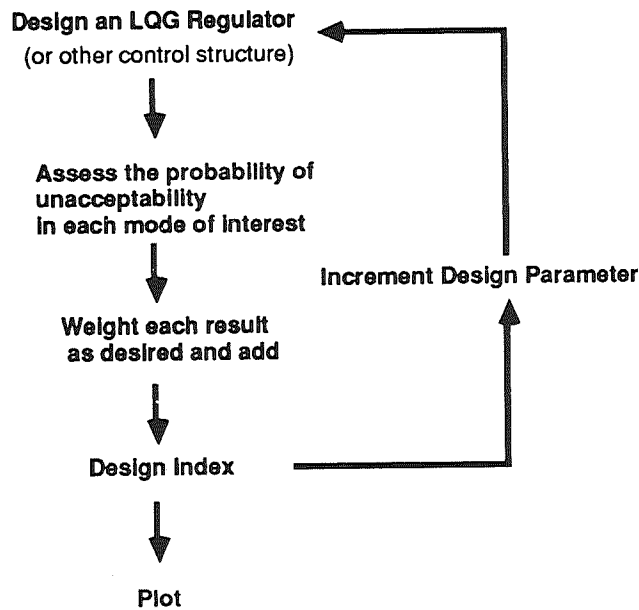 Design an LQG Regulator
(or other control structure)
Assess the probability of
unacceptability
in each mode of interest
Increment Design Parameter
Weight each result
as desired and add
Design Index
Plot